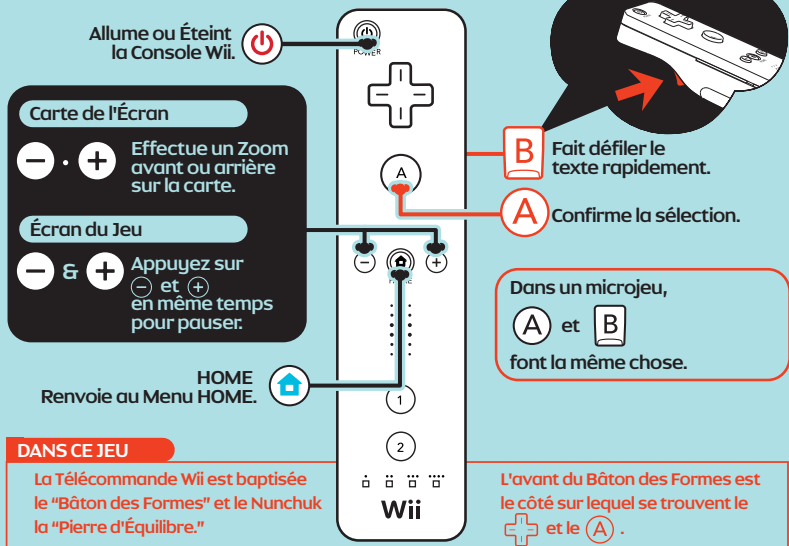 Allume ou Éteint
la Console Wii.
POWER
Carte de l'Écran
− · +
Effectue un Zoom
avant ou arrière
sur la carte.
Écran du Jeu
− & +
Appuyez sur
− et +
en même temps
pour pauser.
HOME
Renvoie au Menu HOME.
A
− HOME +
1
2
Wii
B
Fait défiler le
texte rapidement.
A
Confirme la sélection.
Dans un microjeu,
A et B
font la même chose.
DANS CE JEU
La Télécommande Wii est baptisée
le “Bâton des Formes” et le Nunchuk
la “Pierre d'Équilibre.”
L'avant du Bâton des Formes est
le côté sur lequel se trouvent le
et le A .